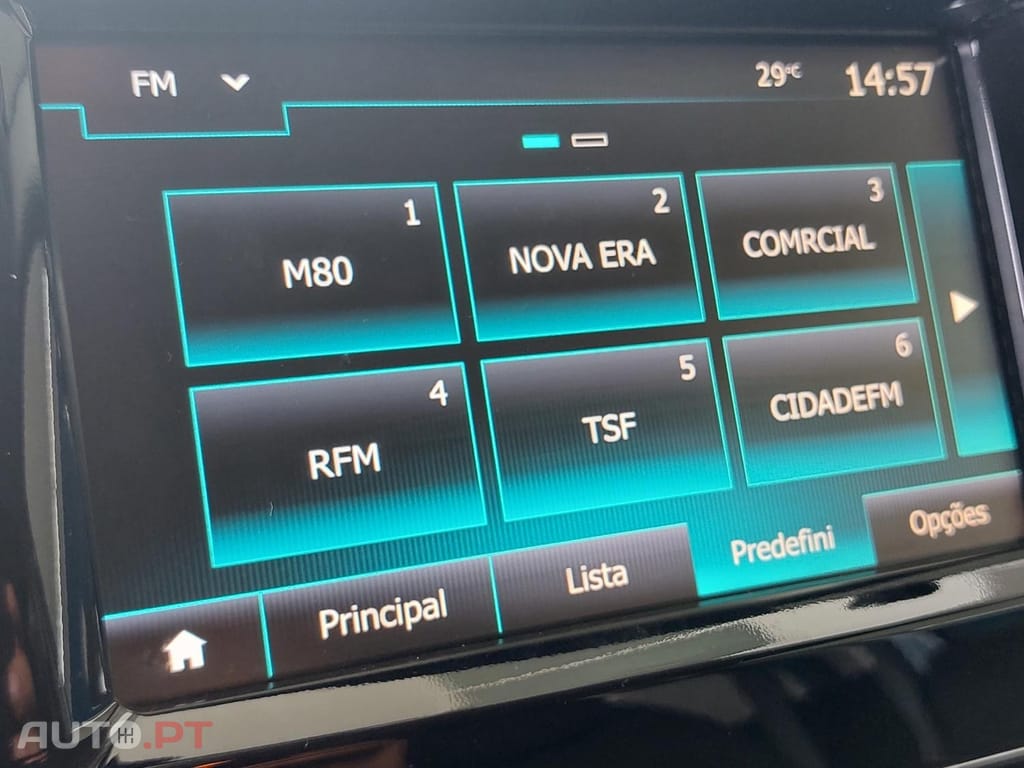 FM 29°C 14:57
1 2 3
M80 NOVA ERA COMRCIAL
4 5 6
RFM TSF CIDADEFM
Principal Lista Predefini Opções
AUTO.PT